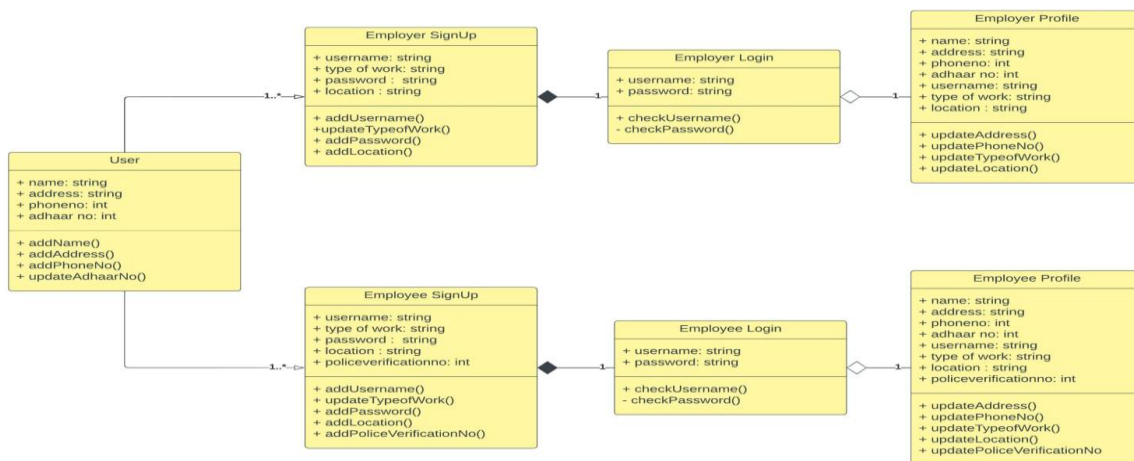 Employer SignUp
+ username: string
+ type of work: string
+ password : string
+ location : string
+ addUsername()
+updateTypeofWork()
+ addPassword()
+ addLocation()
Employer Login
+ username: string
+ password: string
+ checkUsername()
- checkPassword()
Employer Profile
+ name: string
+ address: string
+ phoneno: int
+ adhaar no: int
+ username: string
+ type of work: string
+ location : string
+ updateAddress()
+ updatePhoneNo()
+ updateTypeofWork()
+ updateLocation()
1..*
1
1
User
+ name: string
+ address: string
+ phoneno: int
+ adhaar no: int
+ addName()
+ addAddress()
+ addPhoneNo()
+ updateAdhaarNo()
Employee SignUp
+ username: string
+ type of work: string
+ password : string
+ location : string
+ policeverificationno: int
+ addUsername()
+ updateTypeofWork()
+ addPassword()
+ addLocation()
+ addPoliceVerificationNo()
Employee Login
+ username: string
+ password: string
+ checkUsername()
- checkPassword()
Employee Profile
+ name: string
+ address: string
+ phoneno: int
+ adhaar no: int
+ username: string
+ type of work: string
+ location : string
+ policeverificationno: int
+ updateAddress()
+ updatePhoneNo()
+ updateTypeofWork()
+ updateLocation()
+ updatePoliceVerificationNo
1..*
1
1